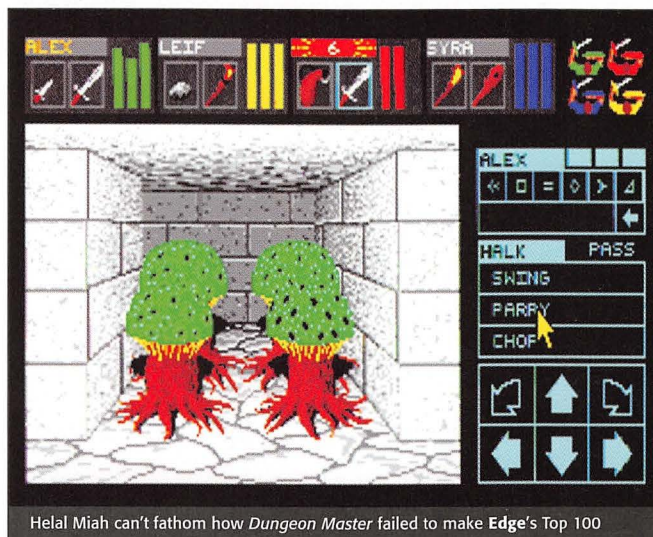 ALEX
LEIF
6
SYRA
ALEX
HALK PASS
SWING
PARRY
CHOP
Helal Miah can't fathom how Dungeon Master failed to make Edge's Top 100